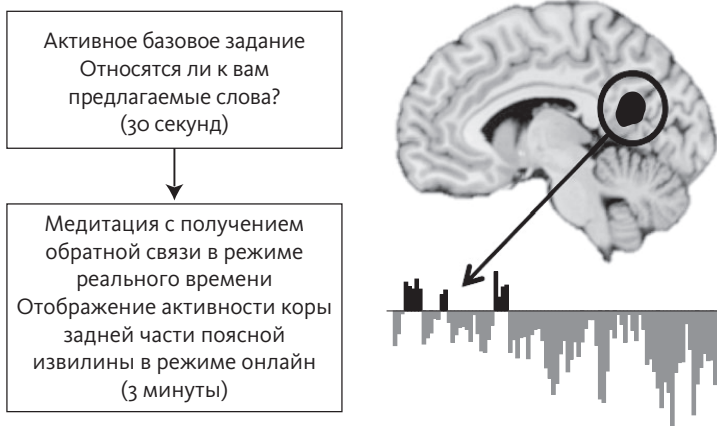 Активное базовое задание
Относятся ли к вам
предлагаемые слова?
(30 секунд)
Медитация с получением
обратной связи в режиме
реального времени
Отображение активности коры
задней части поясной
извилины в режиме онлайн
(3 минуты)